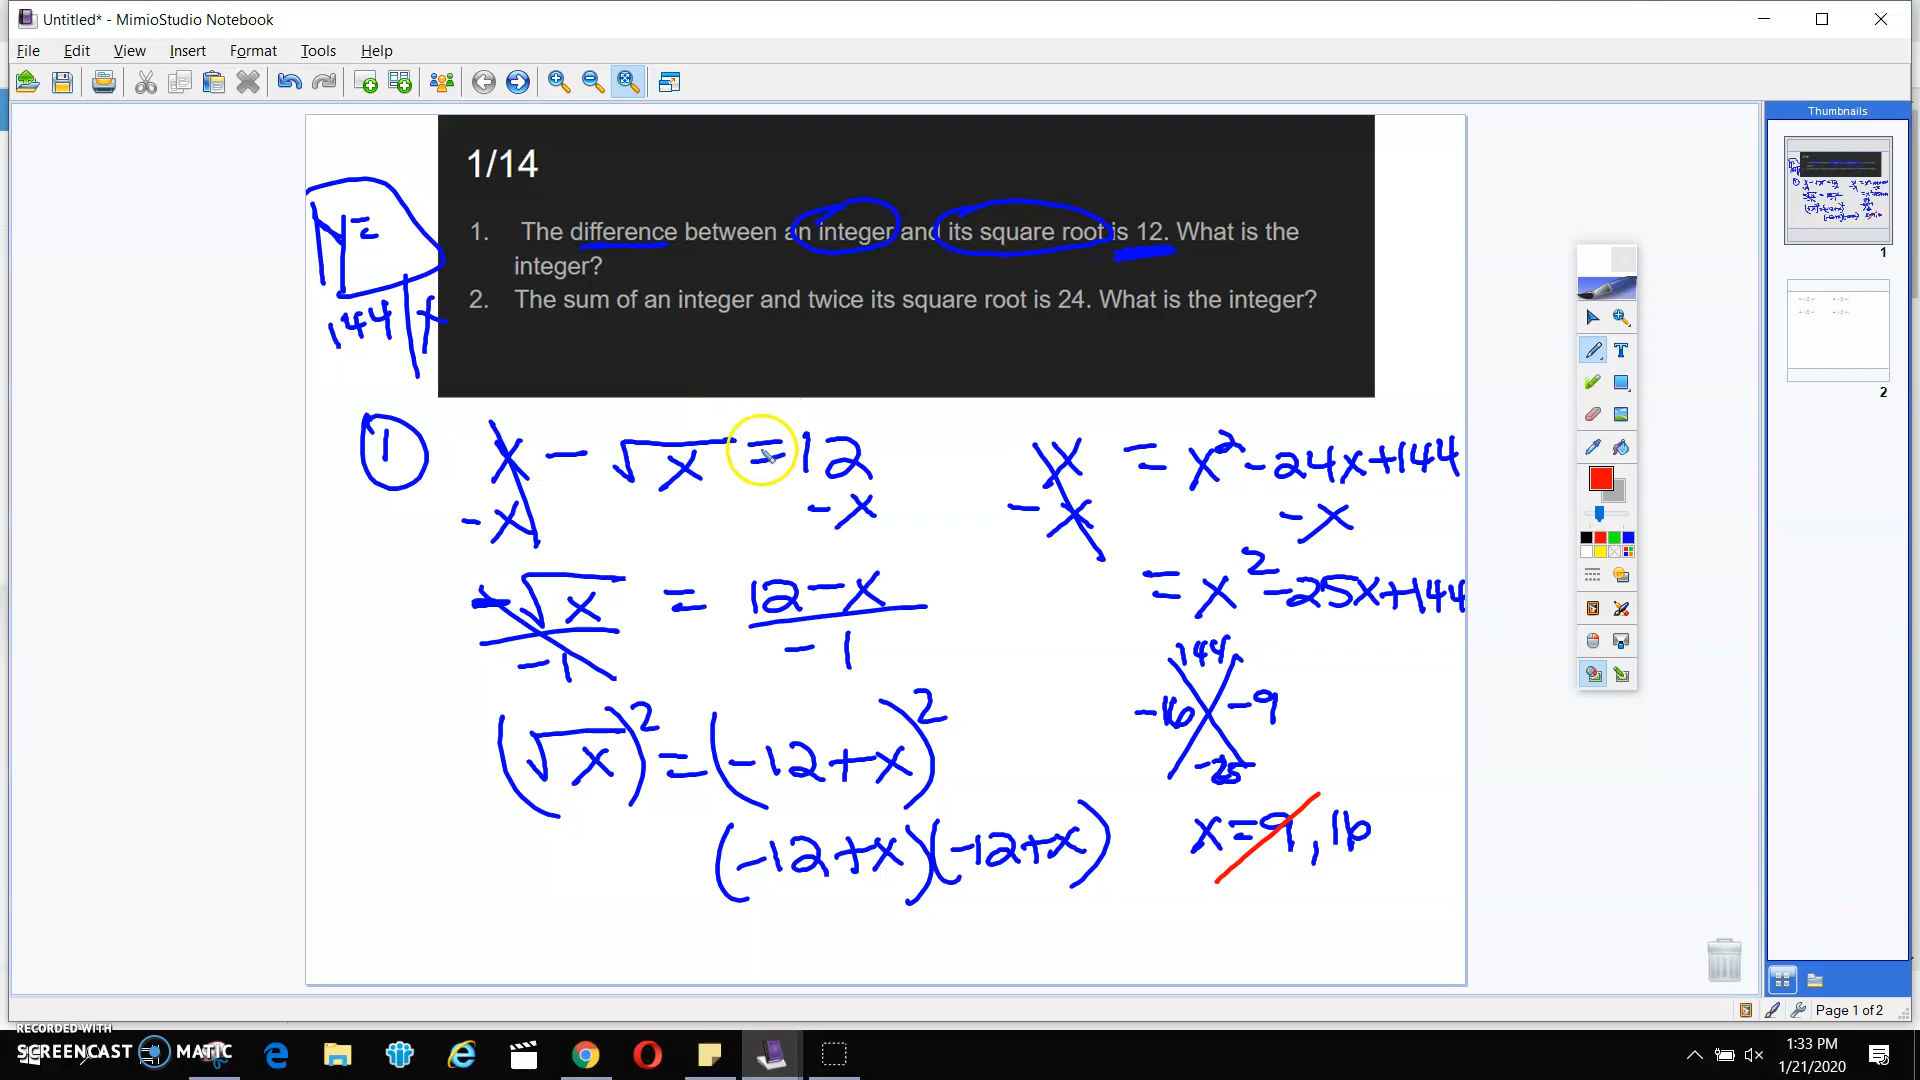 Untitled* - MimioStudio Notebook
File Edit View Insert Format Tools Help
Thumbnails
1/14
1. The difference between an integer and its square root is 12. What is the
integer?
2. The sum of an integer and twice its square root is 24. What is the integer?
y=
144 | x
1
x - √x = 12
-x -x
-√x = 12 - x
-1 -1
(√x)2 = (-12+x)2
(-12+x)(-12+x)
x = x2 - 24x + 144
-x -x
= x2 - 25x + 144
144
-16 -9
-25
x = 9, 16
T
1
2
Page 1 of 2
RECORDED WITH
SCREENCAST MATIC
1:33 PM
1/21/2020